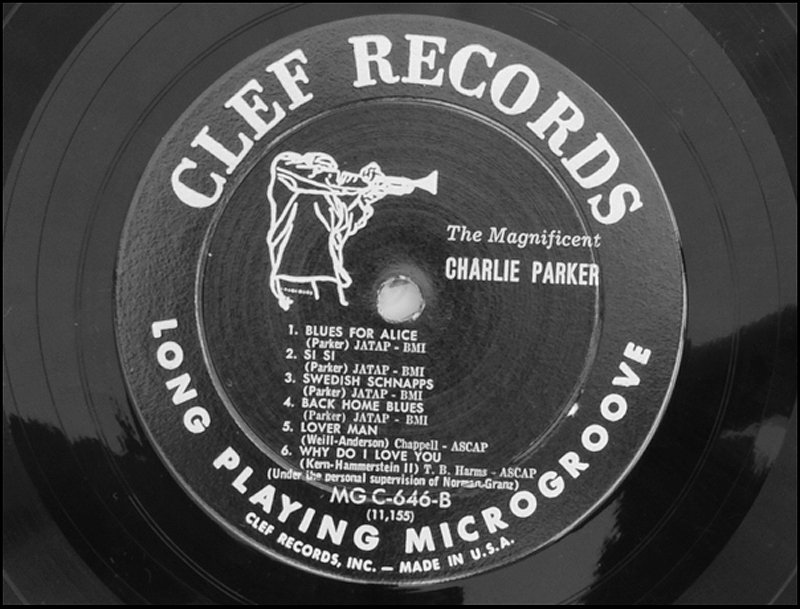 CLEF RECORDS
The Magnificent
CHARLIE PARKER
1. BLUES FOR ALICE
(Parker) JATAP - BMI
2. SI SI
(Parker) JATAP - BMI
3. SWEDISH SCHNAPPS
(Parker) JATAP - BMI
4. BACK HOME BLUES
(Parker) JATAP - BMI
5. LOVER MAN
(Weill-Anderson) Chappell - ASCAP
6. WHY DO I LOVE YOU
(Kern-Hammerstein II) T. B. Harms - ASCAP
(Under the personal supervision of Norman Granz)
MG C-646-B
(11,155)
LONG PLAYING MICROGROOVE
CLEF RECORDS, INC. — MADE IN U.S.A.